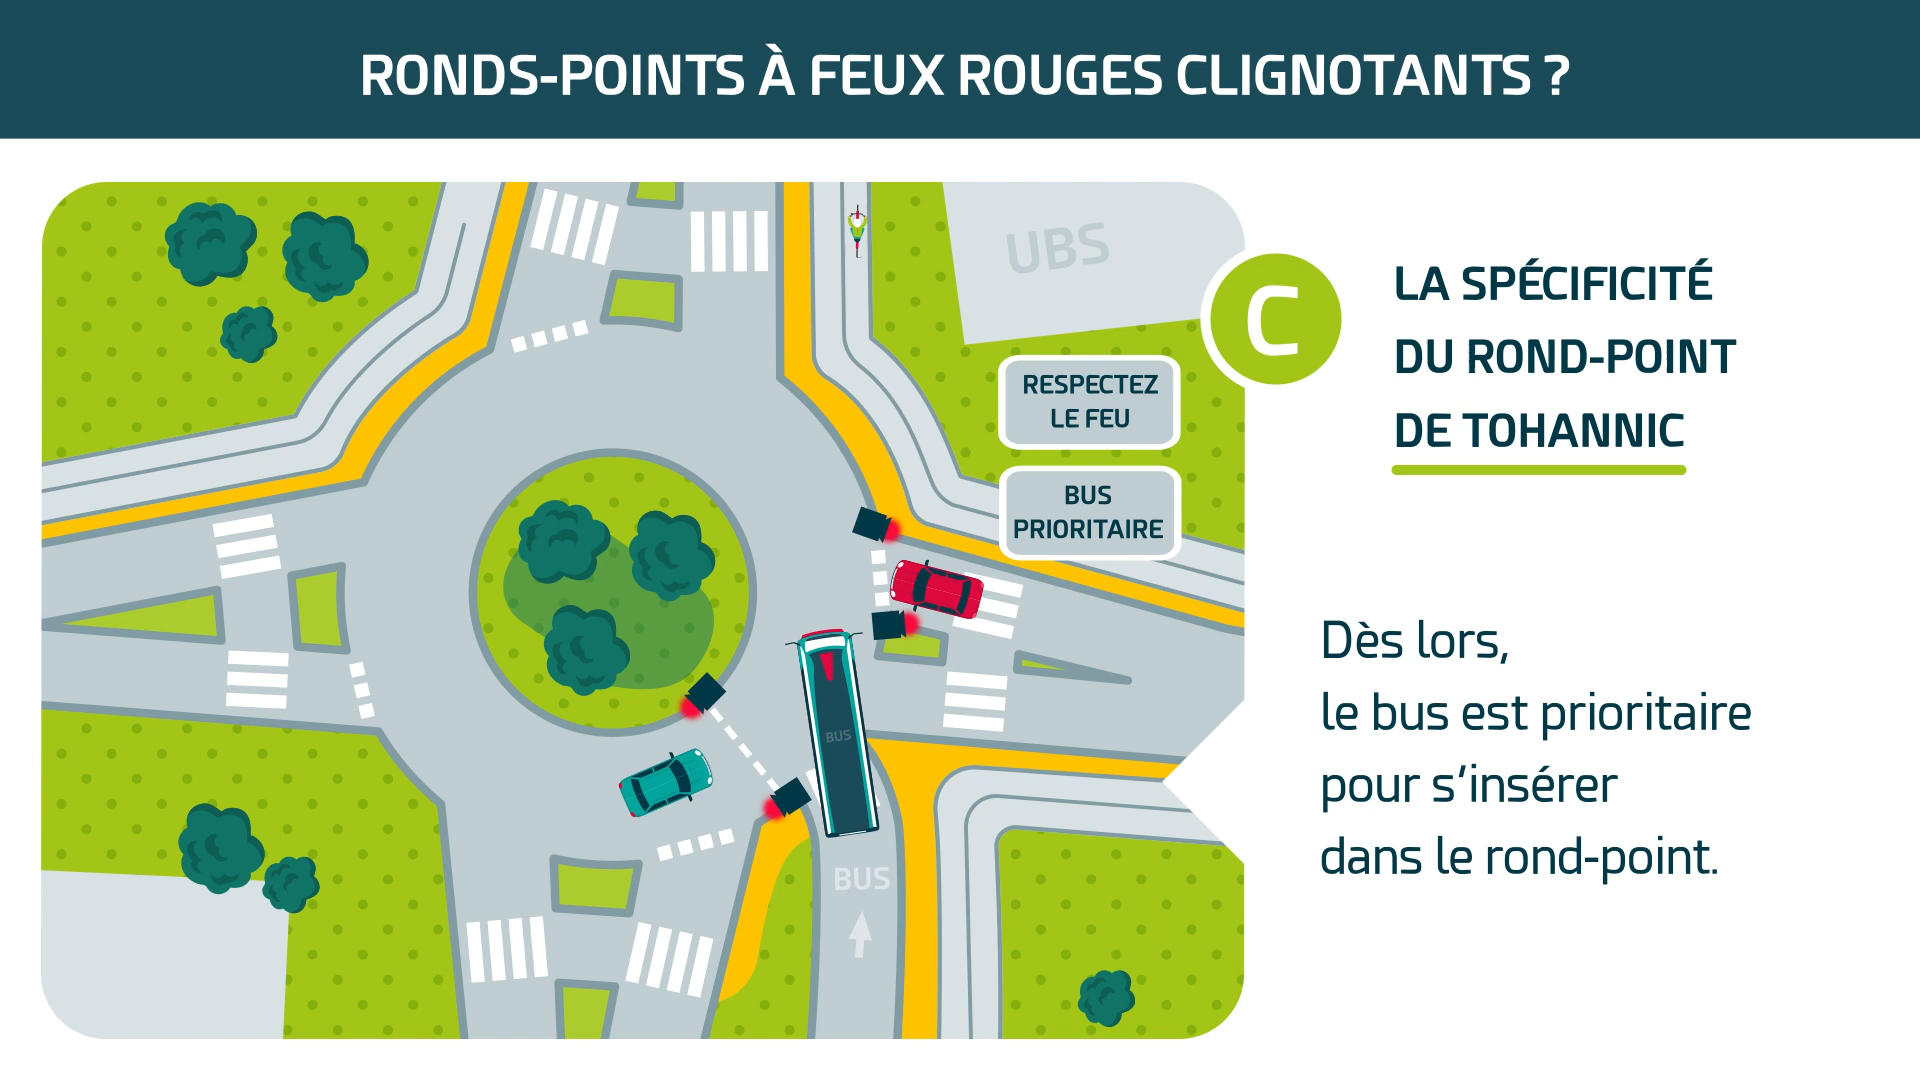 RONDS-POINTS À FEUX ROUGES CLIGNOTANTS ?
UBS
RESPECTEZ
LE FEU
BUS
PRIORITAIRE
BUS
BUS
C
LA SPÉCIFICITÉ
DU ROND-POINT
DE TOHANNIC
Dès lors,
le bus est prioritaire
pour s'insérer
dans le rond-point.